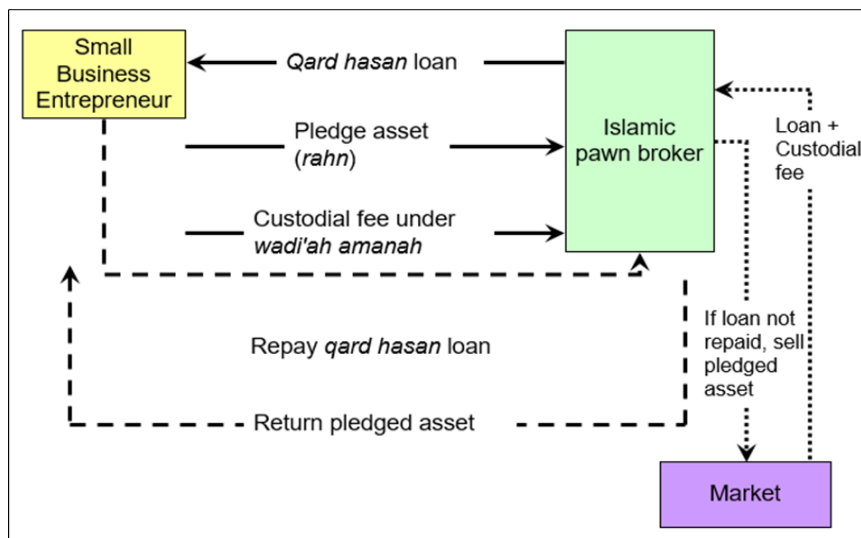 Small
Business
Entrepreneur
Qard hasan loan
Pledge asset
(rahn)
Custodial fee under
wadi'ah amanah
Islamic
pawn broker
Loan +
Custodial
fee
Repay qard hasan loan
If loan not
repaid, sell
pledged
asset
Return pledged asset
Market